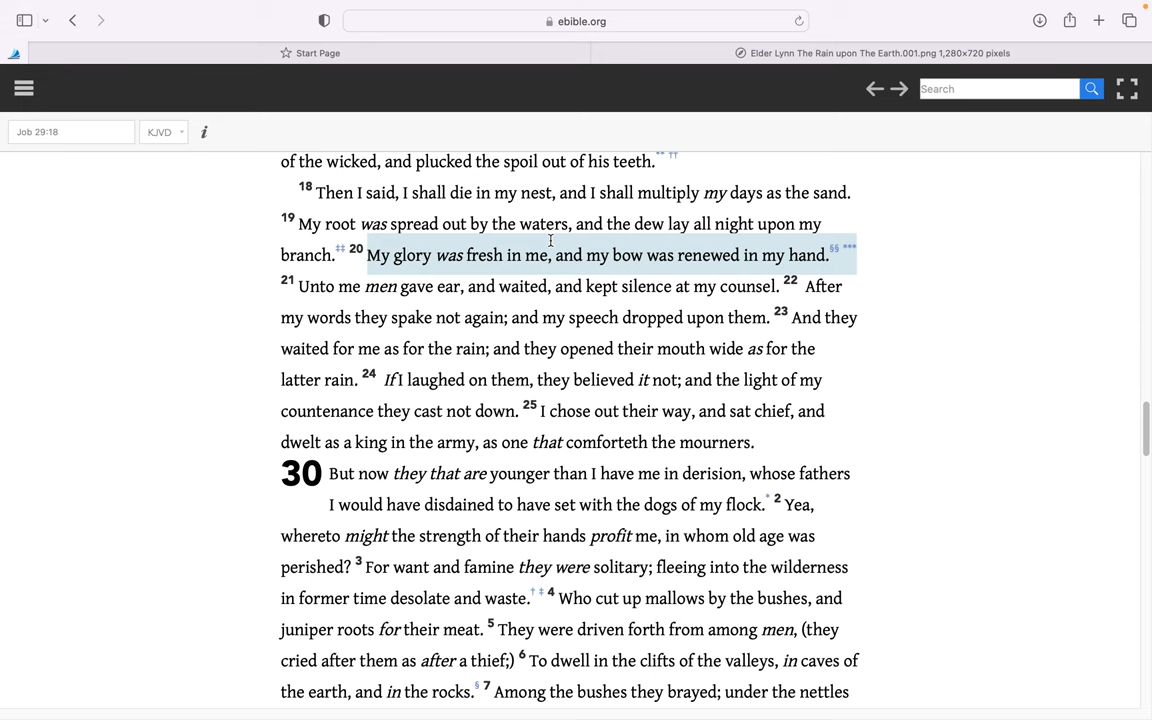 ebible.org
Start Page
Elder Lynn The Rain upon The Earth.001.png 1,280×720 pixels
Search
Job 29:18
KJVD
i
of the wicked, and plucked the spoil out of his teeth.** ††
18 Then I said, I shall die in my nest, and I shall multiply my days as the sand.
19 My root was spread out by the waters, and the dew lay all night upon my
branch.‡‡ 20 My glory was fresh in me, and my bow was renewed in my hand.§§ ***
21 Unto me men gave ear, and waited, and kept silence at my counsel. 22 After
my words they spake not again; and my speech dropped upon them. 23 And they
waited for me as for the rain; and they opened their mouth wide as for the
latter rain. 24 If I laughed on them, they believed it not; and the light of my
countenance they cast not down. 25 I chose out their way, and sat chief, and
dwelt as a king in the army, as one that comforteth the mourners.
30 But now they that are younger than I have me in derision, whose fathers
I would have disdained to have set with the dogs of my flock.* 2 Yea,
whereto might the strength of their hands profit me, in whom old age was
perished? 3 For want and famine they were solitary; fleeing into the wilderness
in former time desolate and waste.† ‡ 4 Who cut up mallows by the bushes, and
juniper roots for their meat. 5 They were driven forth from among men, (they
cried after them as after a thief;) 6 To dwell in the clifts of the valleys, in caves of
the earth, and in the rocks.§ 7 Among the bushes they brayed; under the nettles